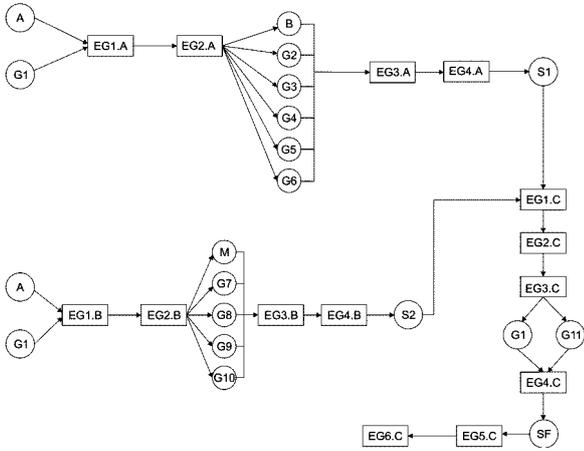 A
G1
EG1.A
EG2.A
B
G2
G3
G4
G5
G6
EG3.A
EG4.A
S1
A
G1
EG1.B
EG2.B
M
G7
G8
G9
G10
EG3.B
EG4.B
S2
EG1.C
EG2.C
EG3.C
G1
G11
EG4.C
SF
EG5.C
EG6.C